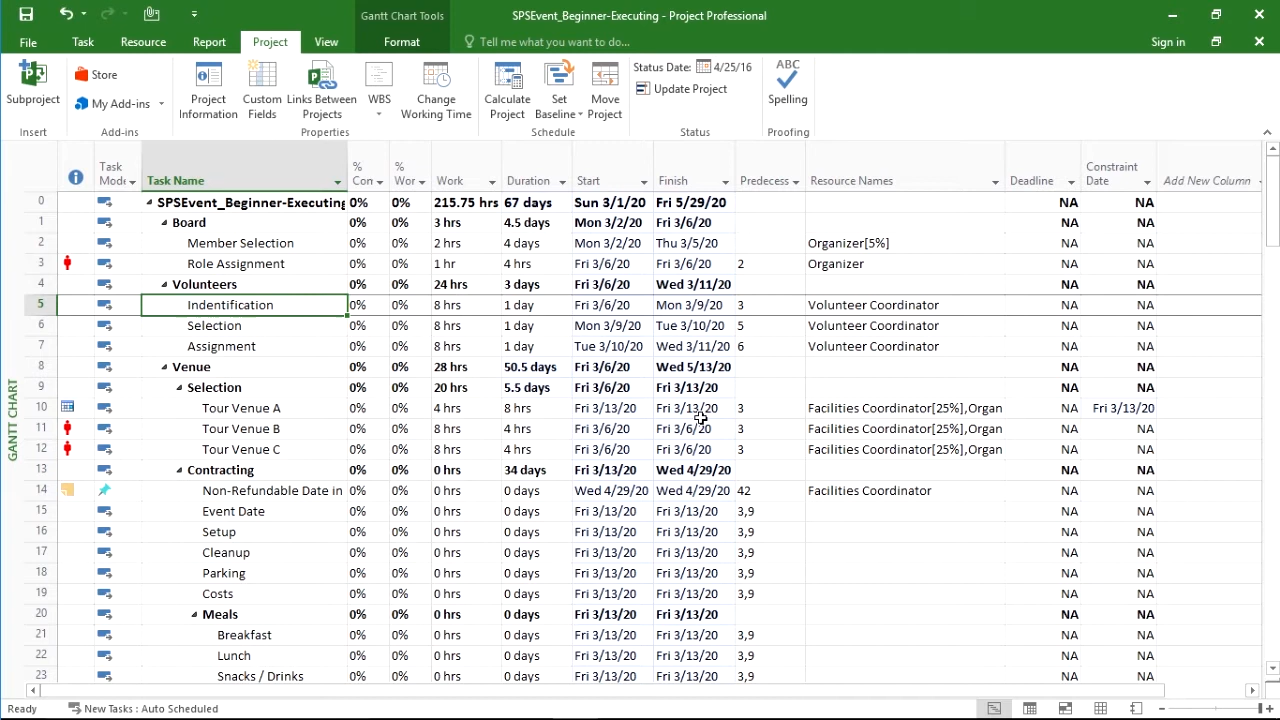 Gantt Chart Tools
SPSEvent_Beginner-Executing - Project Professional
File Task Resource Report Project View Format Tell me what you want to do... Sign in
Subproject
Insert
Store
My Add-ins
Add-ins
Project Information
Custom Fields
Links Between Projects
WBS
Change Working Time
Properties
Calculate Project
Set Baseline
Move Project
Schedule
Status Date: 4/25/16
Update Project
Status
ABC
Spelling
Proofing
GANTT CHART
Task Mode Task Name % Con % Wor Work Duration Start Finish Predecess Resource Names Deadline Constraint Date Add New Column
0 SPSEvent_Beginner-Executing 0% 0% 215.75 hrs 67 days Sun 3/1/20 Fri 5/29/20 NA NA
1 Board 0% 0% 3 hrs 4.5 days Mon 3/2/20 Fri 3/6/20 NA NA
2 Member Selection 0% 0% 2 hrs 4 days Mon 3/2/20 Thu 3/5/20 Organizer[5%] NA NA
3 Role Assignment 0% 0% 1 hr 4 hrs Fri 3/6/20 Fri 3/6/20 2 Organizer NA NA
4 Volunteers 0% 0% 24 hrs 3 days Fri 3/6/20 Wed 3/11/20 NA NA
5 Indentification 0% 0% 8 hrs 1 day Fri 3/6/20 Mon 3/9/20 3 Volunteer Coordinator NA NA
6 Selection 0% 0% 8 hrs 1 day Mon 3/9/20 Tue 3/10/20 5 Volunteer Coordinator NA NA
7 Assignment 0% 0% 8 hrs 1 day Tue 3/10/20 Wed 3/11/20 6 Volunteer Coordinator NA NA
8 Venue 0% 0% 28 hrs 50.5 days Fri 3/6/20 Wed 5/13/20 NA NA
9 Selection 0% 0% 20 hrs 5.5 days Fri 3/6/20 Fri 3/13/20 NA NA
10 Tour Venue A 0% 0% 4 hrs 8 hrs Fri 3/13/20 Fri 3/13/20 3 Facilities Coordinator[25%],Organ NA Fri 3/13/20
11 Tour Venue B 0% 0% 8 hrs 4 hrs Fri 3/6/20 Fri 3/6/20 3 Facilities Coordinator[25%],Organ NA NA
12 Tour Venue C 0% 0% 8 hrs 4 hrs Fri 3/6/20 Fri 3/6/20 3 Facilities Coordinator[25%],Organ NA NA
13 Contracting 0% 0% 0 hrs 34 days Fri 3/13/20 Wed 4/29/20 NA NA
14 Non-Refundable Date in 0% 0% 0 hrs 0 days Wed 4/29/20 Wed 4/29/20 42 Facilities Coordinator NA NA
15 Event Date 0% 0% 0 hrs 0 days Fri 3/13/20 Fri 3/13/20 3,9 NA NA
16 Setup 0% 0% 0 hrs 0 days Fri 3/13/20 Fri 3/13/20 3,9 NA NA
17 Cleanup 0% 0% 0 hrs 0 days Fri 3/13/20 Fri 3/13/20 3,9 NA NA
18 Parking 0% 0% 0 hrs 0 days Fri 3/13/20 Fri 3/13/20 3,9 NA NA
19 Costs 0% 0% 0 hrs 0 days Fri 3/13/20 Fri 3/13/20 3,9 NA NA
20 Meals 0% 0% 0 hrs 0 days Fri 3/13/20 Fri 3/13/20 NA NA
21 Breakfast 0% 0% 0 hrs 0 days Fri 3/13/20 Fri 3/13/20 3,9 NA NA
22 Lunch 0% 0% 0 hrs 0 days Fri 3/13/20 Fri 3/13/20 3,9 NA NA
23 Snacks / Drinks 0% 0% 0 hrs 0 days Fri 3/13/20 Fri 3/13/20 3,9 NA NA
Ready New Tasks : Auto Scheduled